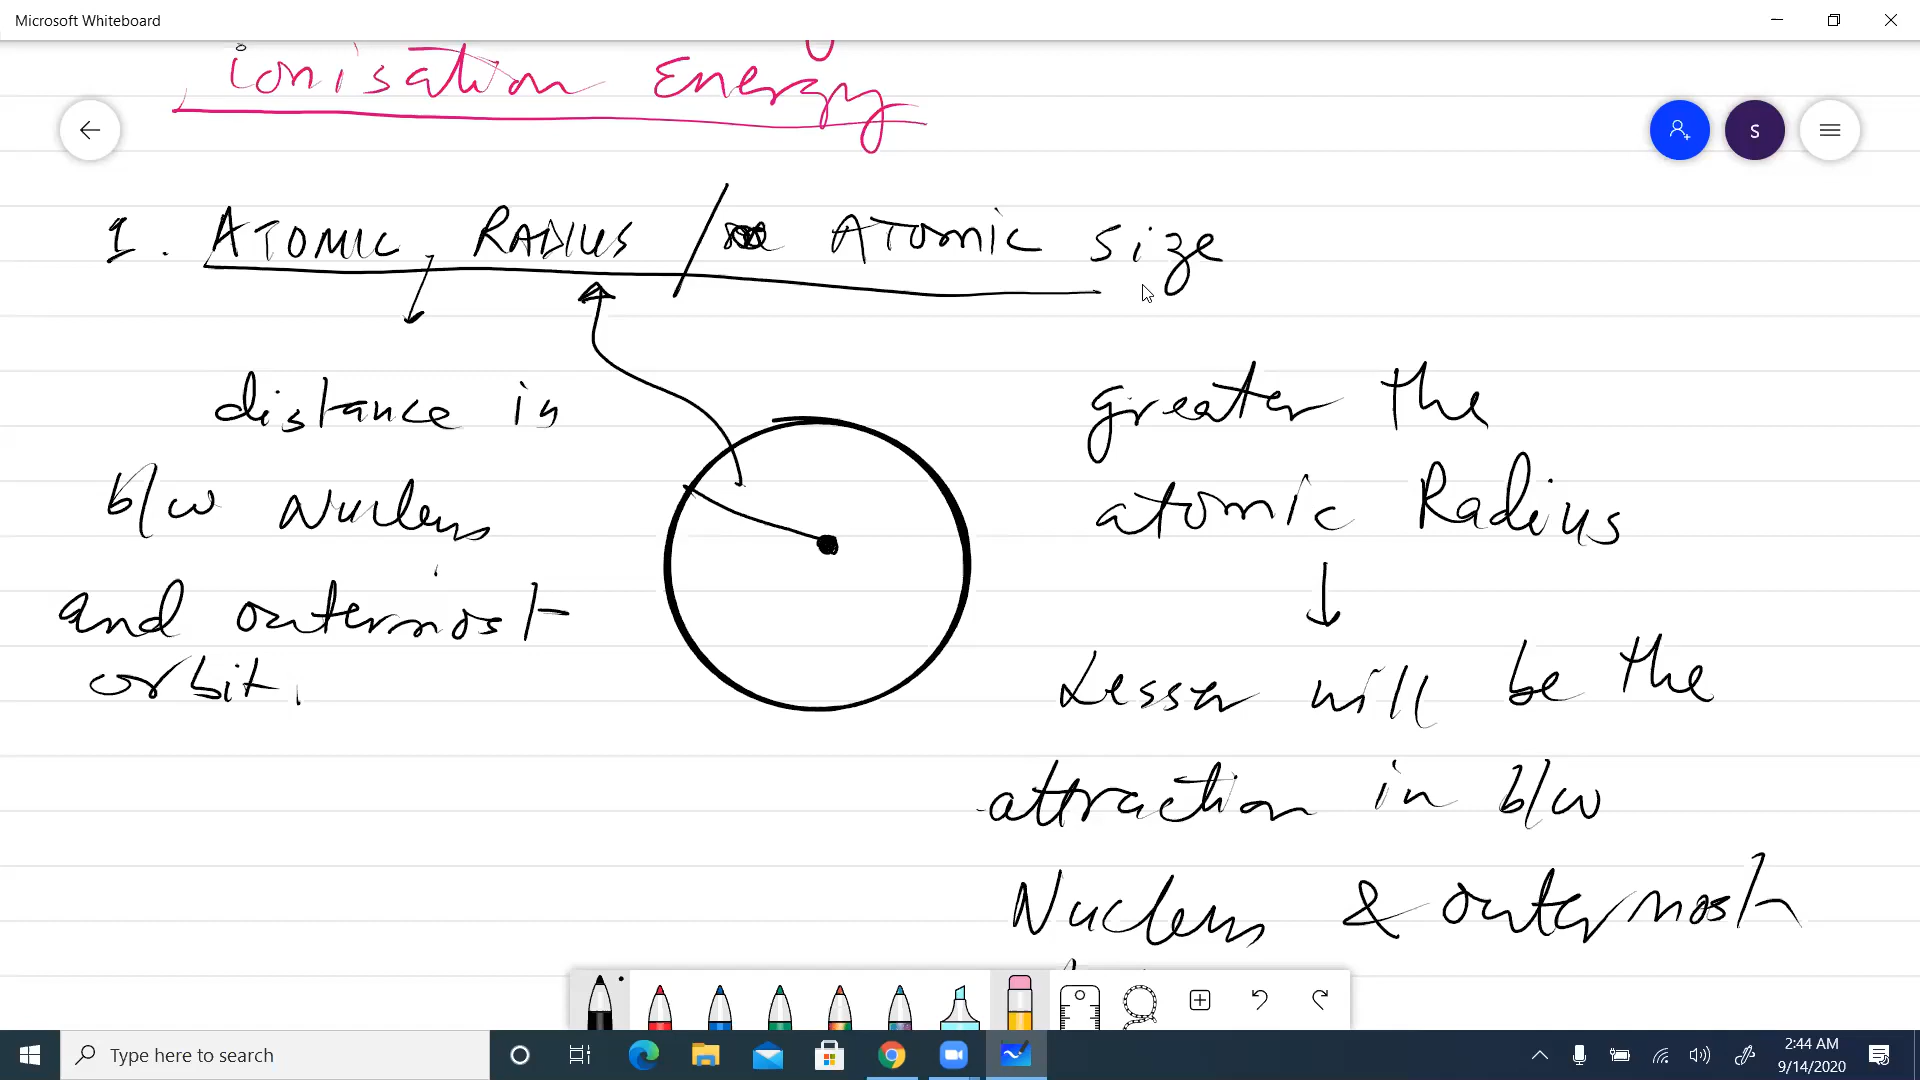 Microsoft Whiteboard
ionisation Energy
S
1. ATOMIC RADIUS / ATOMIC size
distance in
b/w Nucleus
and outermost
orbit.
greater the
atomic Radius
Lesser will be the
attraction in b/w
Nucleus & outermost
Type here to search
2:44 AM
9/14/2020